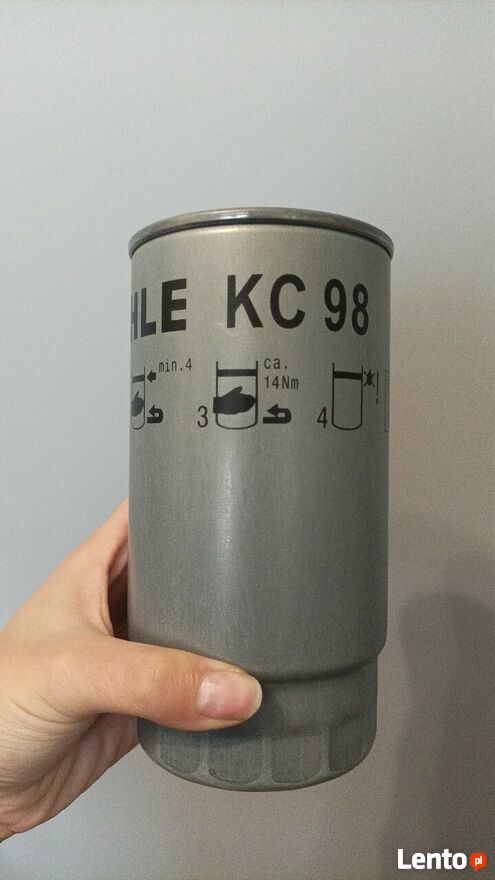 HLE KC 98
min.4
ca.
14Nm
3
4
!
Lento.pl